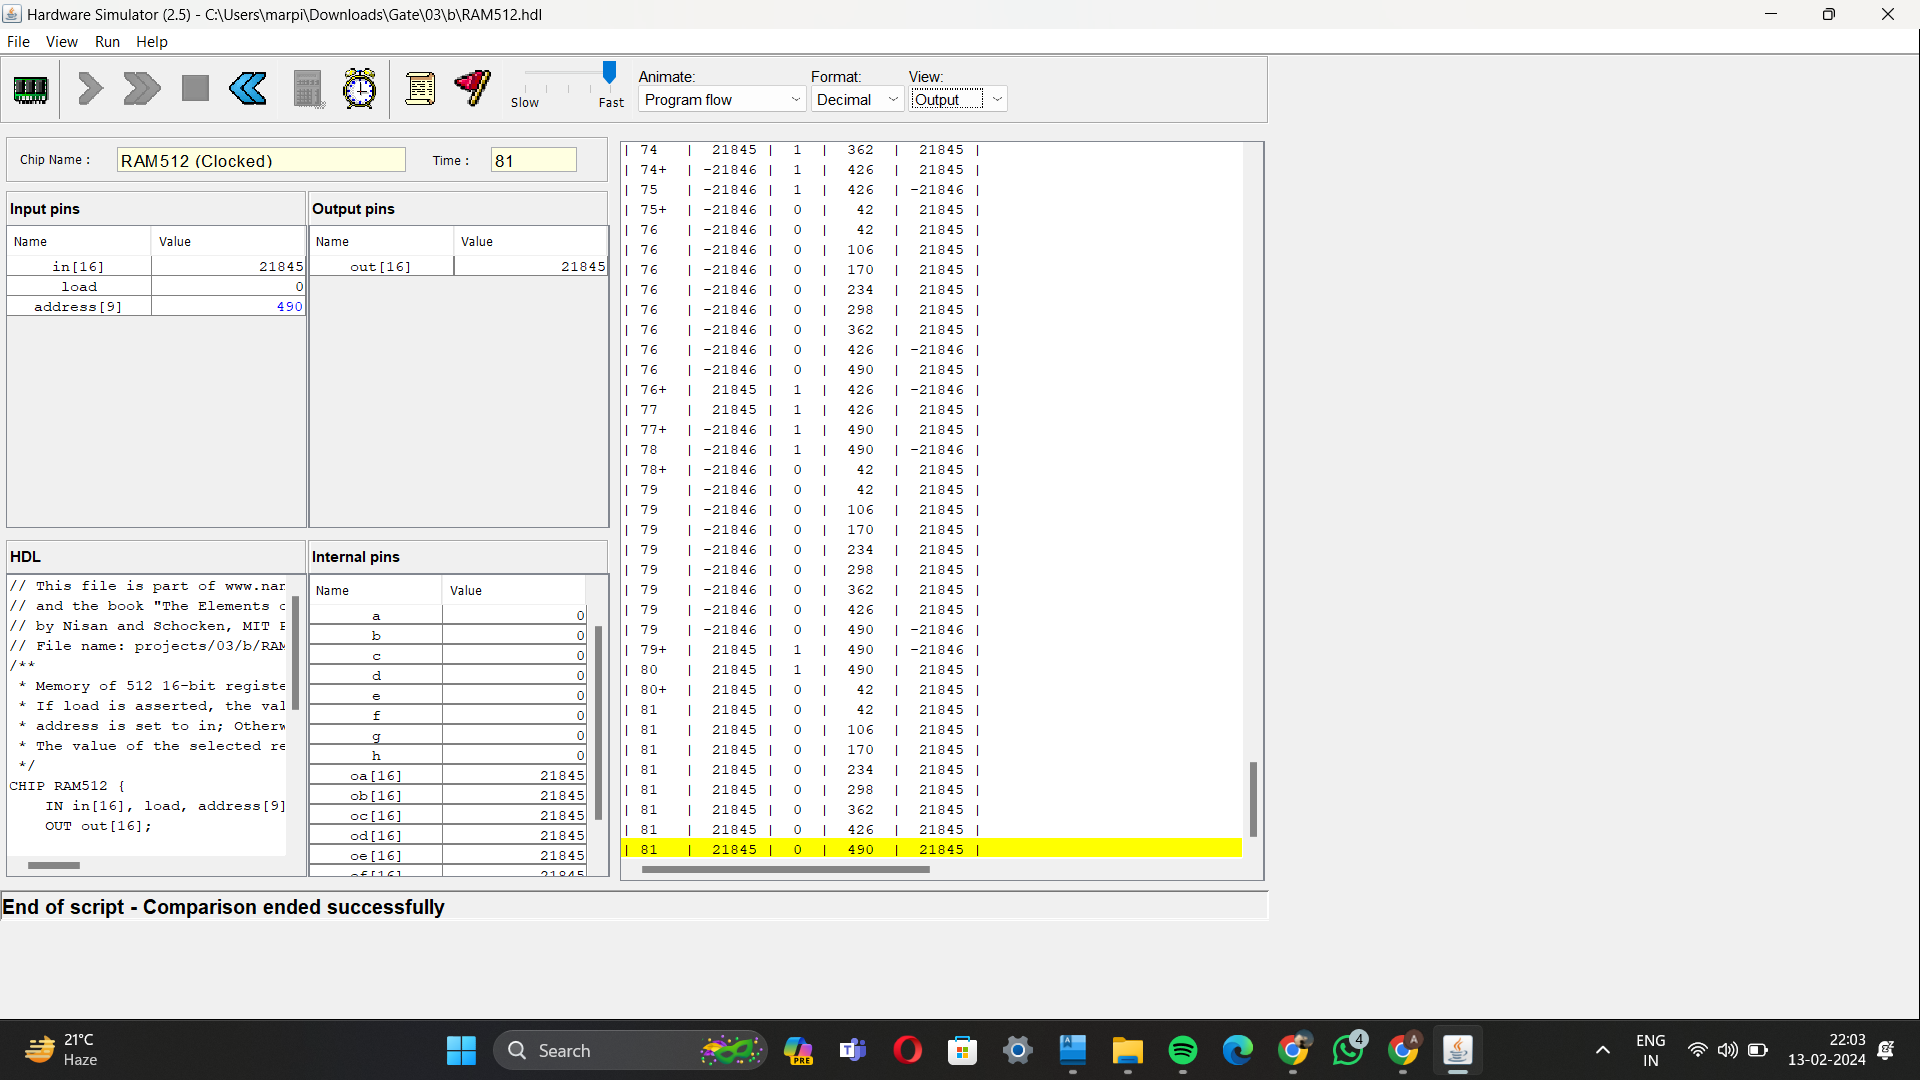 Hardware Simulator (2.5) - C:\Users\marpi\Downloads\Gate\03\b\RAM512.hdl
File View Run Help
Slow Fast
Animate: Format: View:
Program flow Decimal Output
Chip Name : RAM512 (Clocked) Time : 81
Input pins
Name Value
in[16] 21845
load 0
address[9] 490
Output pins
Name Value
out[16] 21845
HDL
// This file is part of www.nan
// and the book "The Elements o
// by Nisan and Schocken, MIT P
// File name: projects/03/b/RAM
/**
* Memory of 512 16-bit registe
* If load is asserted, the val
* address is set to in; Otherw
* The value of the selected re
*/
CHIP RAM512 {
IN in[16], load, address[9]
OUT out[16];
Internal pins
Name Value
a 0
b 0
c 0
d 0
e 0
f 0
g 0
h 0
oa[16] 21845
ob[16] 21845
oc[16] 21845
od[16] 21845
oe[16] 21845
of[16] 21845
| 74 | 21845 | 1 | 362 | 21845 |
| 74+ | -21846 | 1 | 426 | 21845 |
| 75 | -21846 | 1 | 426 | -21846 |
| 75+ | -21846 | 0 | 42 | 21845 |
| 76 | -21846 | 0 | 42 | 21845 |
| 76 | -21846 | 0 | 106 | 21845 |
| 76 | -21846 | 0 | 170 | 21845 |
| 76 | -21846 | 0 | 234 | 21845 |
| 76 | -21846 | 0 | 298 | 21845 |
| 76 | -21846 | 0 | 362 | 21845 |
| 76 | -21846 | 0 | 426 | -21846 |
| 76 | -21846 | 0 | 490 | 21845 |
| 76+ | 21845 | 1 | 426 | -21846 |
| 77 | 21845 | 1 | 426 | 21845 |
| 77+ | -21846 | 1 | 490 | 21845 |
| 78 | -21846 | 1 | 490 | -21846 |
| 78+ | -21846 | 0 | 42 | 21845 |
| 79 | -21846 | 0 | 42 | 21845 |
| 79 | -21846 | 0 | 106 | 21845 |
| 79 | -21846 | 0 | 170 | 21845 |
| 79 | -21846 | 0 | 234 | 21845 |
| 79 | -21846 | 0 | 298 | 21845 |
| 79 | -21846 | 0 | 362 | 21845 |
| 79 | -21846 | 0 | 426 | 21845 |
| 79 | -21846 | 0 | 490 | -21846 |
| 79+ | 21845 | 1 | 490 | -21846 |
| 80 | 21845 | 1 | 490 | 21845 |
| 80+ | 21845 | 0 | 42 | 21845 |
| 81 | 21845 | 0 | 42 | 21845 |
| 81 | 21845 | 0 | 106 | 21845 |
| 81 | 21845 | 0 | 170 | 21845 |
| 81 | 21845 | 0 | 234 | 21845 |
| 81 | 21845 | 0 | 298 | 21845 |
| 81 | 21845 | 0 | 362 | 21845 |
| 81 | 21845 | 0 | 426 | 21845 |
| 81 | 21845 | 0 | 490 | 21845 |
End of script - Comparison ended successfully
21°C
Haze
Search
PRE
4
A
ENG
IN
22:03
13-02-2024